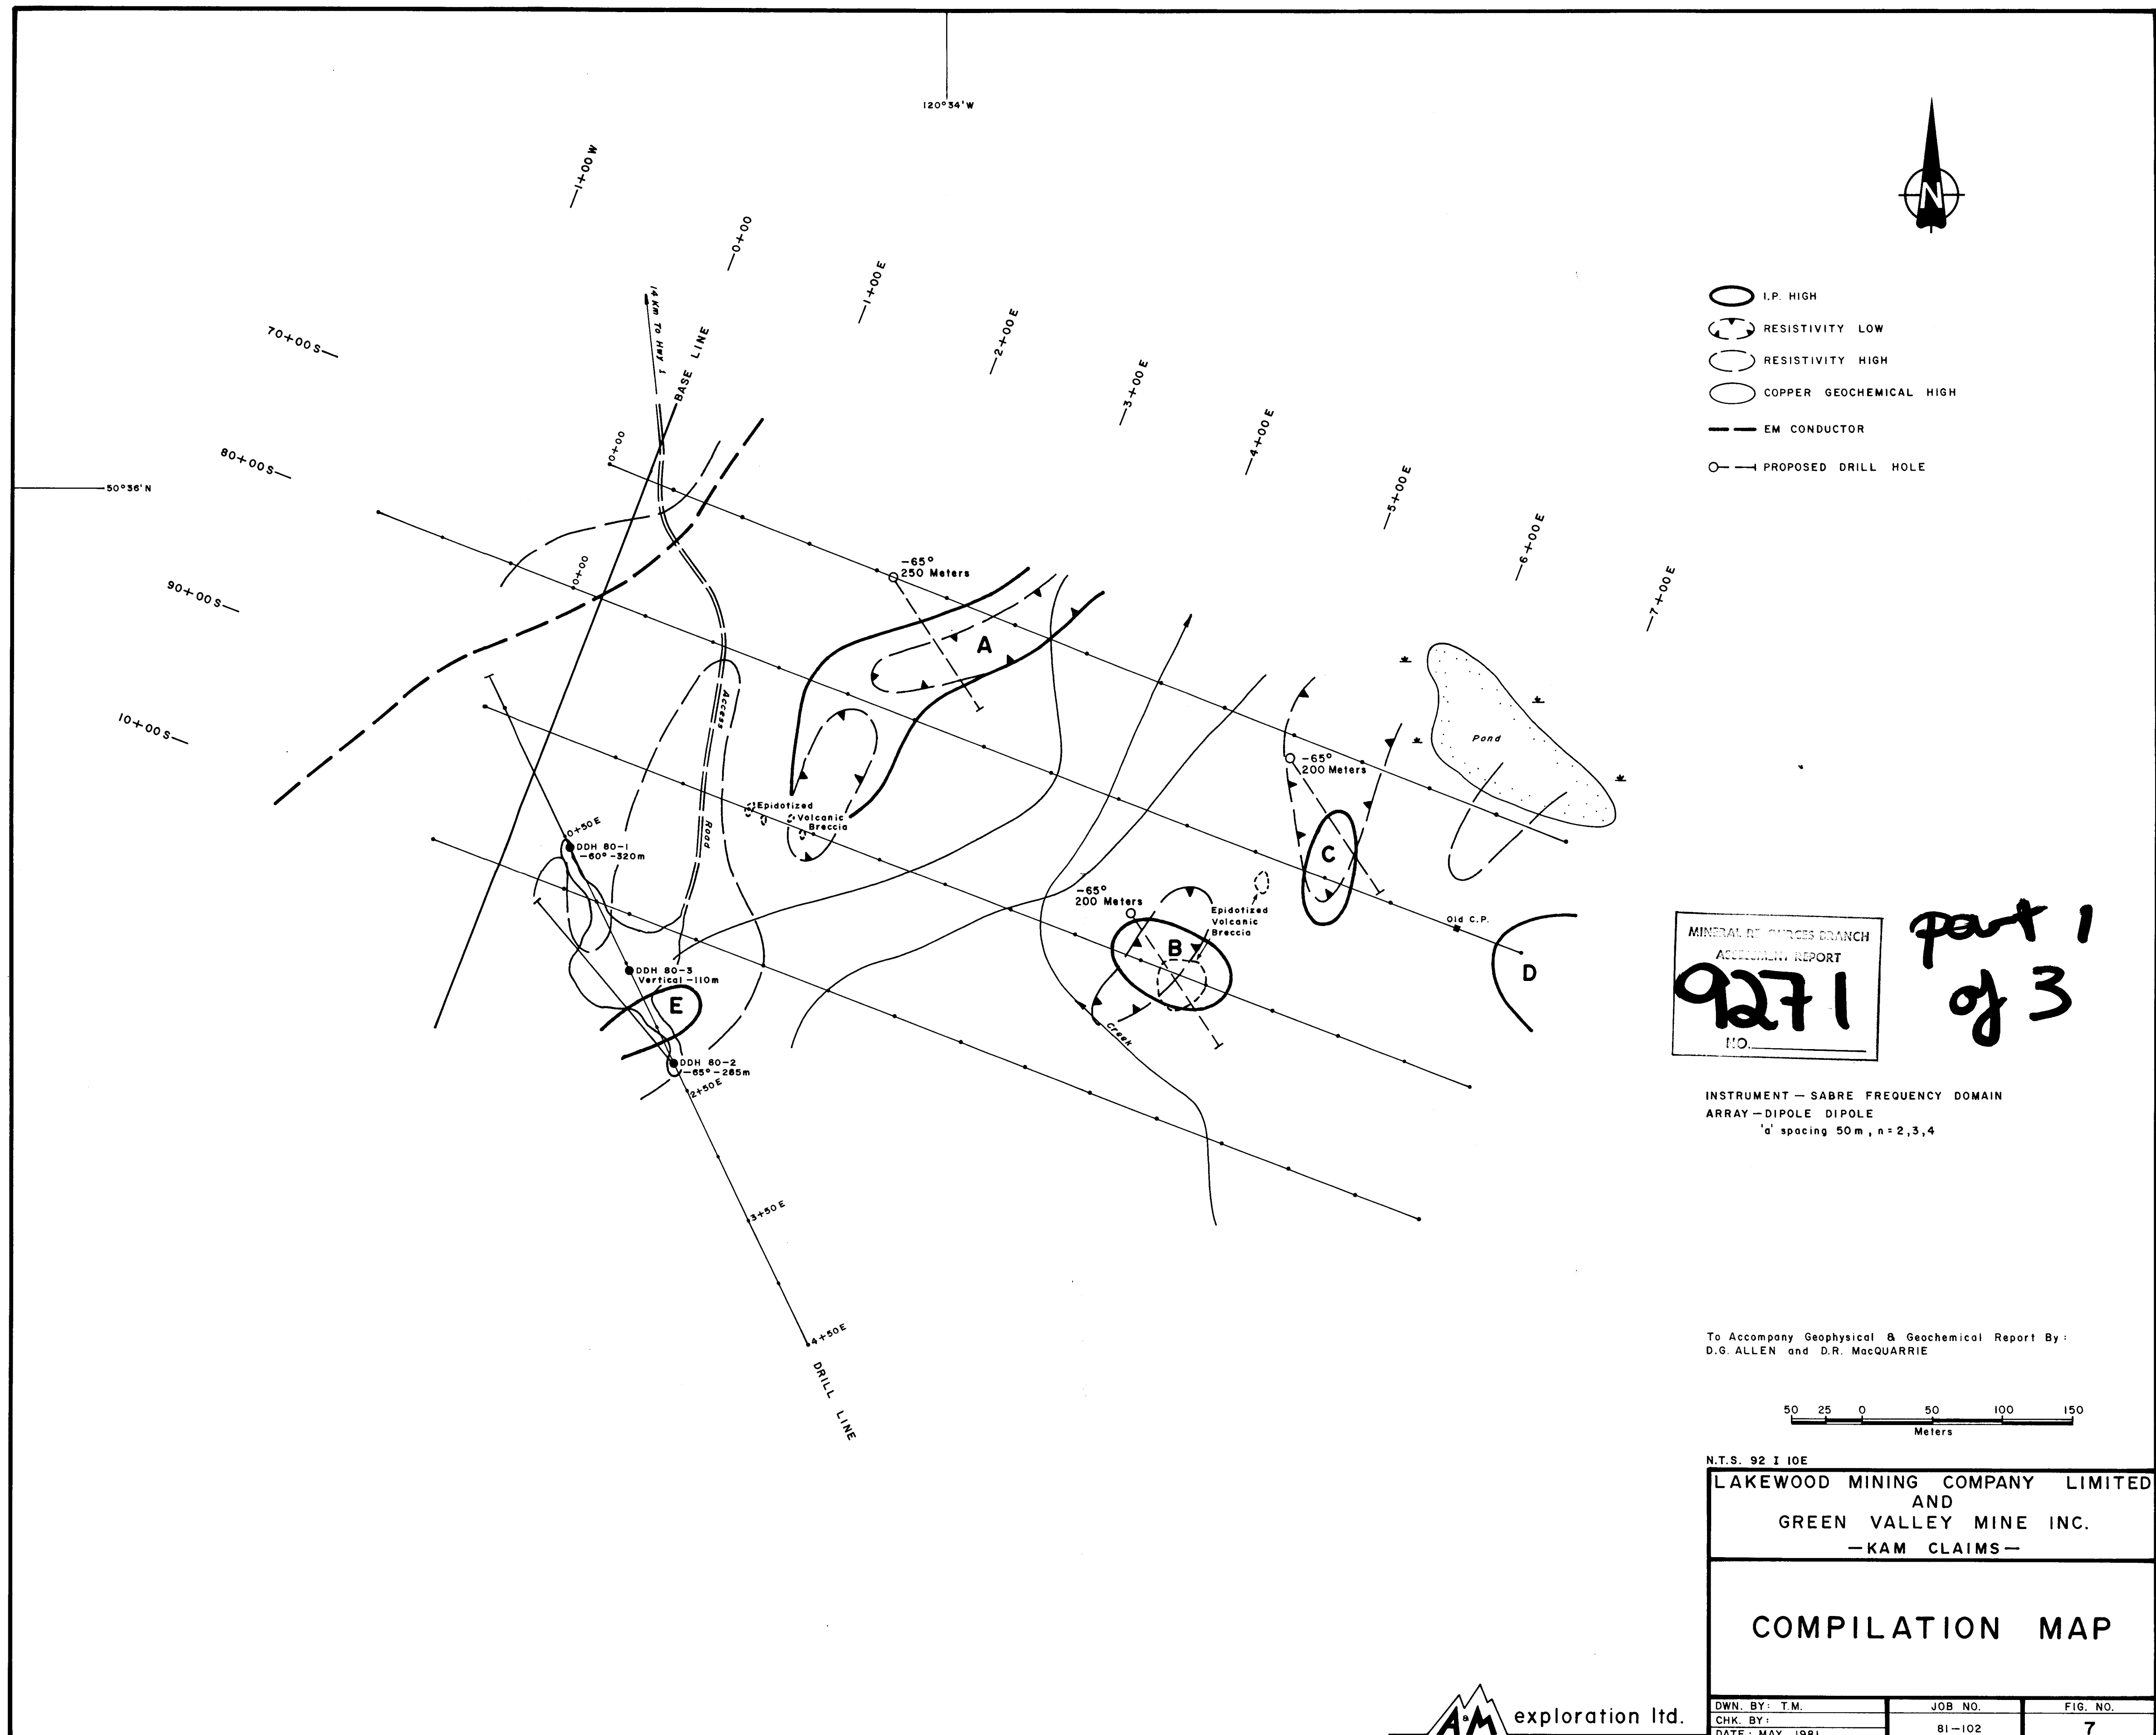 120°34'W
1+00W
0+00
1+00E
2+00E
3+00E
4+00E
5+00E
6+00E
7+00E
70+00S
80+00S
90+00S
10+00S
50°36'N
N
I.P. HIGH
RESISTIVITY LOW
RESISTIVITY HIGH
COPPER GEOCHEMICAL HIGH
EM CONDUCTOR
PROPOSED DRILL HOLE
14 Km To HWY 1
BASE LINE
0+00
0+00
-65°
250 Meters
A
Access
Road
Epidotized
Volcanic
Breccia
-65°
200 Meters
Pond
C
0+50E
DDH 80-1
-60°-320m
-65°
200 Meters
Epidotized
Volcanic
Breccia
B
Old C.P.
D
DDH 80-3
Vertical -110m
E
Creek
DDH 80-2
-65°-285m
2+50E
3+50E
4+50E
DRILL LINE
MINERAL RESOURCES BRANCH
ASSESSMENT REPORT
9271
NO.
part 1
of 3
INSTRUMENT — SABRE FREQUENCY DOMAIN
ARRAY — DIPOLE DIPOLE
'a' spacing 50m, n=2,3,4
To Accompany Geophysical & Geochemical Report By:
D.G. ALLEN and D.R. MacQUARRIE
50 25 0 50 100 150
Meters
N.T.S. 92 I 10E
LAKEWOOD MINING COMPANY LIMITED
AND
GREEN VALLEY MINE INC.
—KAM CLAIMS—
COMPILATION MAP
A&M exploration ltd.
DWN. BY: T.M.
CHK. BY:
DATE: MAY, 1981
JOB NO.
81-102
FIG. NO.
7